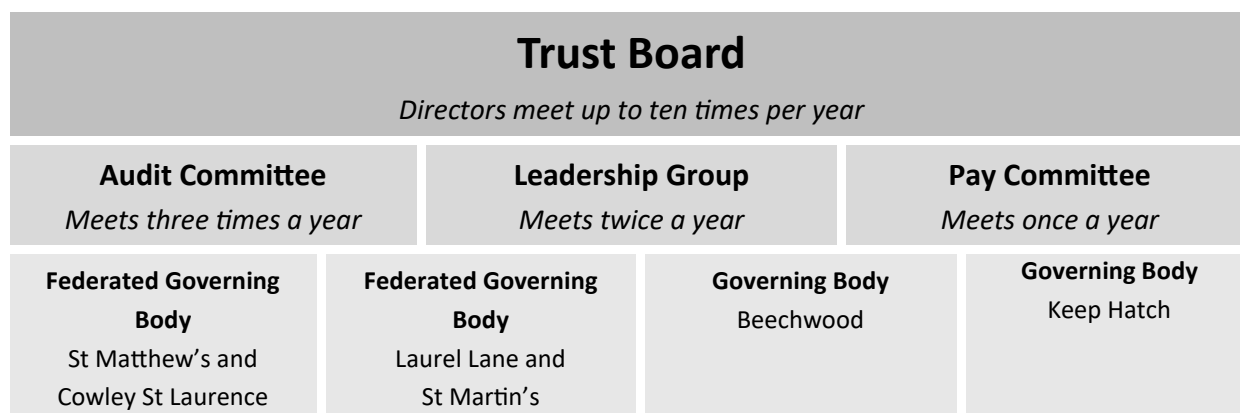 Trust Board
Directors meet up to ten times per year
Audit Committee
Meets three times a year
Leadership Group
Meets twice a year
Pay Committee
Meets once a year
Federated Governing
Body
St Matthew’s and
Cowley St Laurence
Federated Governing
Body
Laurel Lane and
St Martin’s
Governing Body
Beechwood
Governing Body
Keep Hatch